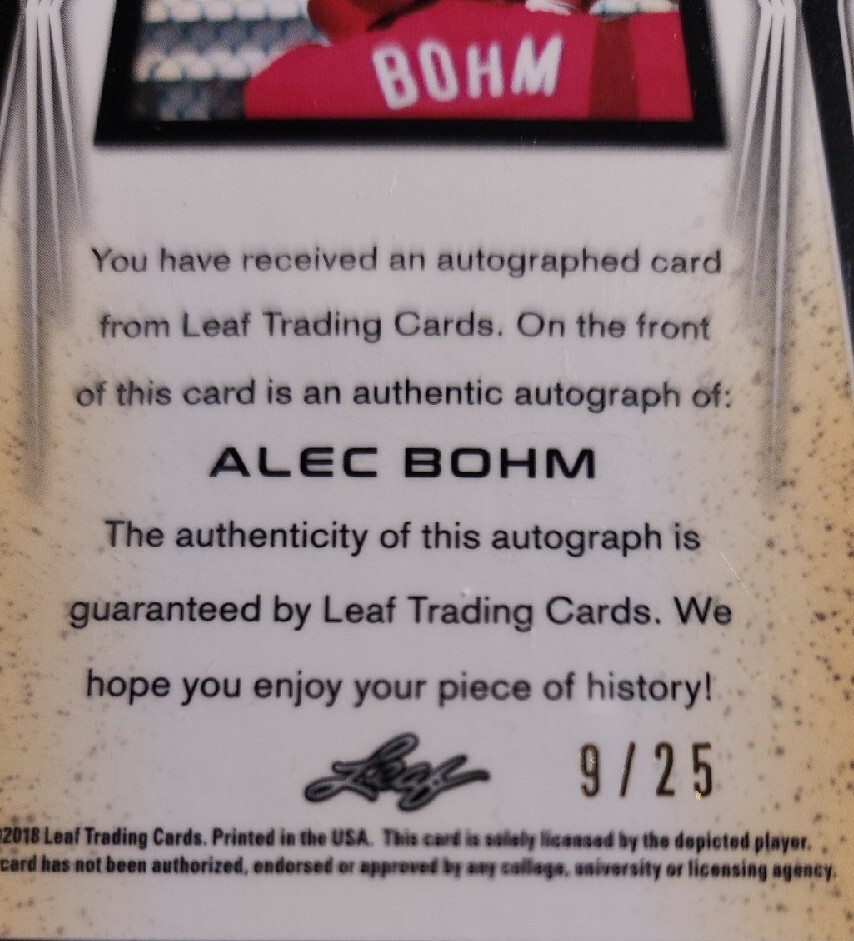 BOHM
You have received an autographed card
from Leaf Trading Cards. On the front
of this card is an authentic autograph of:
ALEC BOHM
The authenticity of this autograph is
guaranteed by Leaf Trading Cards. We
hope you enjoy your piece of history!
Leaf 9/25
©2018 Leaf Trading Cards. Printed in the USA. This card is solely licensed by the depicted player.
card has not been authorized, endorsed or approved by any college, university or licensing agency.